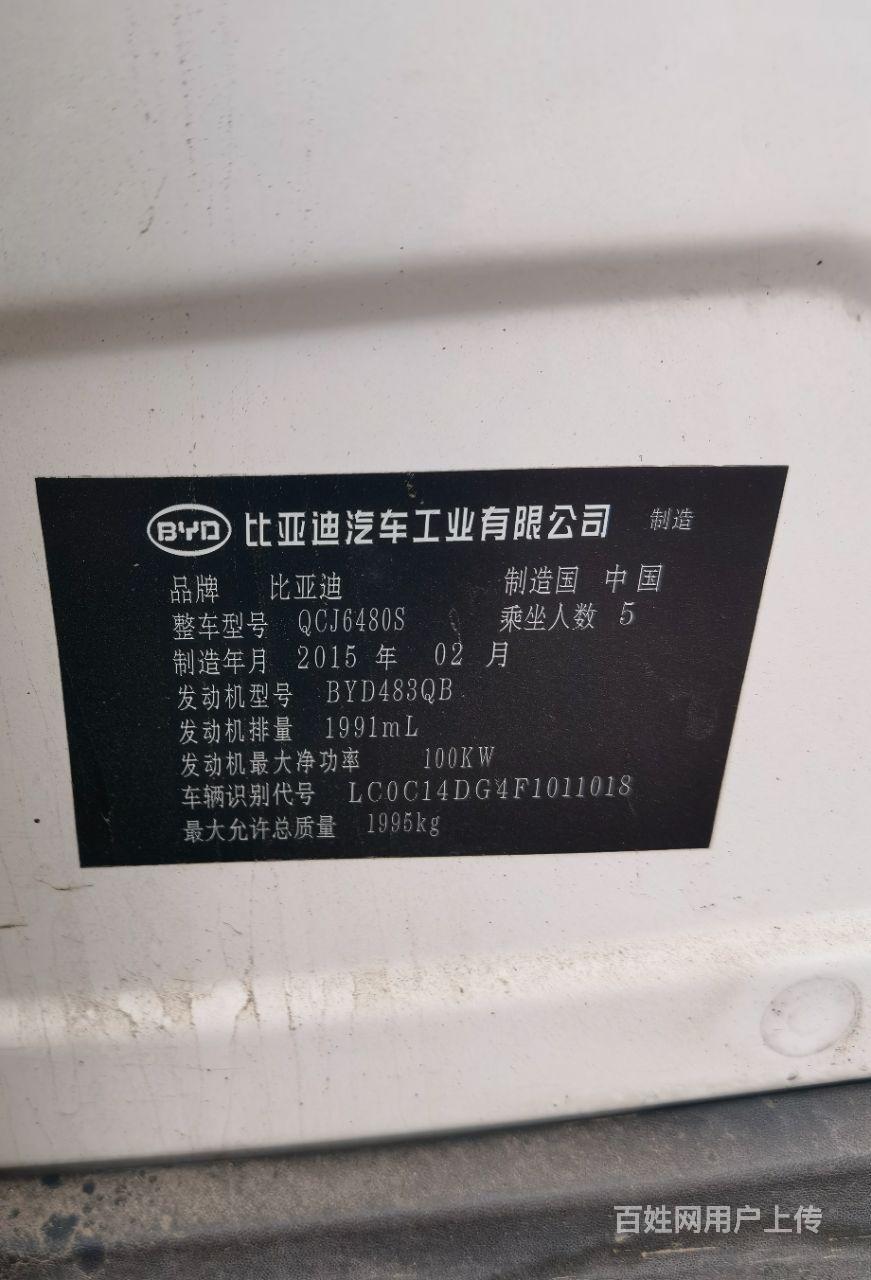 BYD 比亚迪汽车工业有限公司 制造
品牌 比亚迪 制造国 中国
整车型号 QCJ6480S 乘坐人数 5
制造年月 2015 年 02 月
发动机型号 BYD483QB
发动机排量 1991mL
发动机最大净功率 100KW
车辆识别代号 LC0C14DG4F1011018
最大允许总质量 1995kg
百姓网用户上传